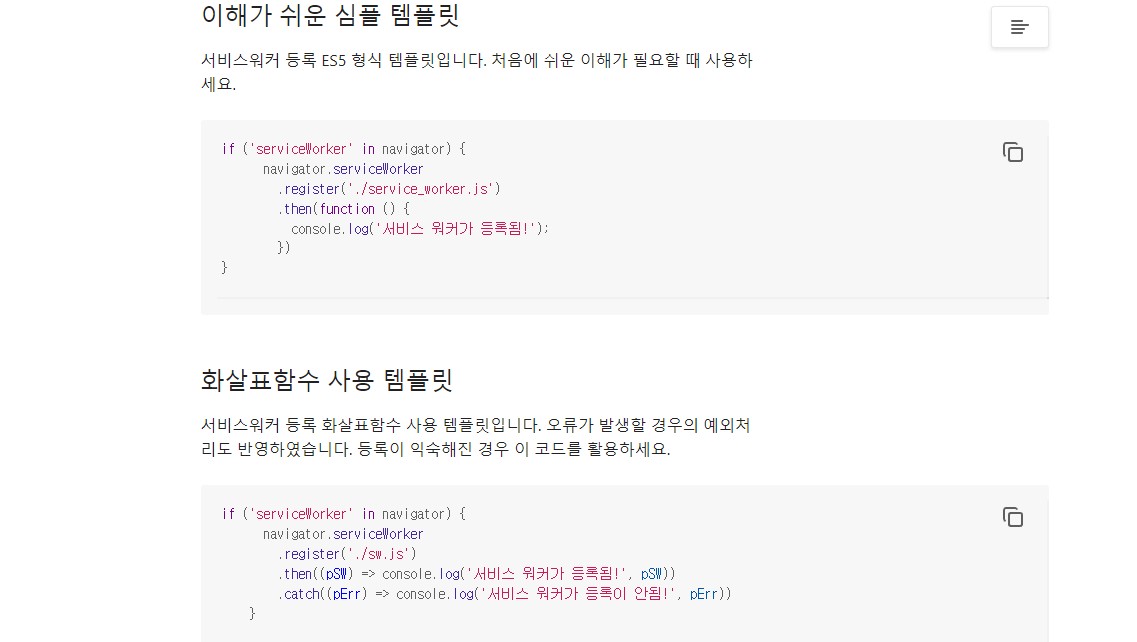 이해가 쉬운 심플 템플릿
서비스워커 등록 ES5 형식 템플릿입니다. 처음에 쉬운 이해가 필요할 때 사용하
세요.
if ('serviceWorker' in navigator) {
navigator.serviceWorker
.register('./service_worker.js')
.then(function () {
console.log('서비스 워커가 등록됨!');
})
}
화살표함수 사용 템플릿
서비스워커 등록 화살표함수 사용 템플릿입니다. 오류가 발생할 경우의 예외처
리도 반영하였습니다. 등록이 익숙해진 경우 이 코드를 활용하세요.
if ('serviceWorker' in navigator) {
navigator.serviceWorker
.register('./sw.js')
.then((pSW) => console.log('서비스 워커가 등록됨!', pSW))
.catch((pErr) => console.log('서비스 워커가 등록이 안됨!', pErr))
}